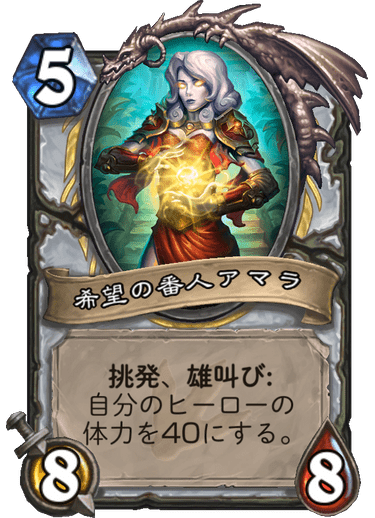 5
希望の番人アマラ
挑発、雄叫び:
自分のヒーローの
体力を40にする。
8
8